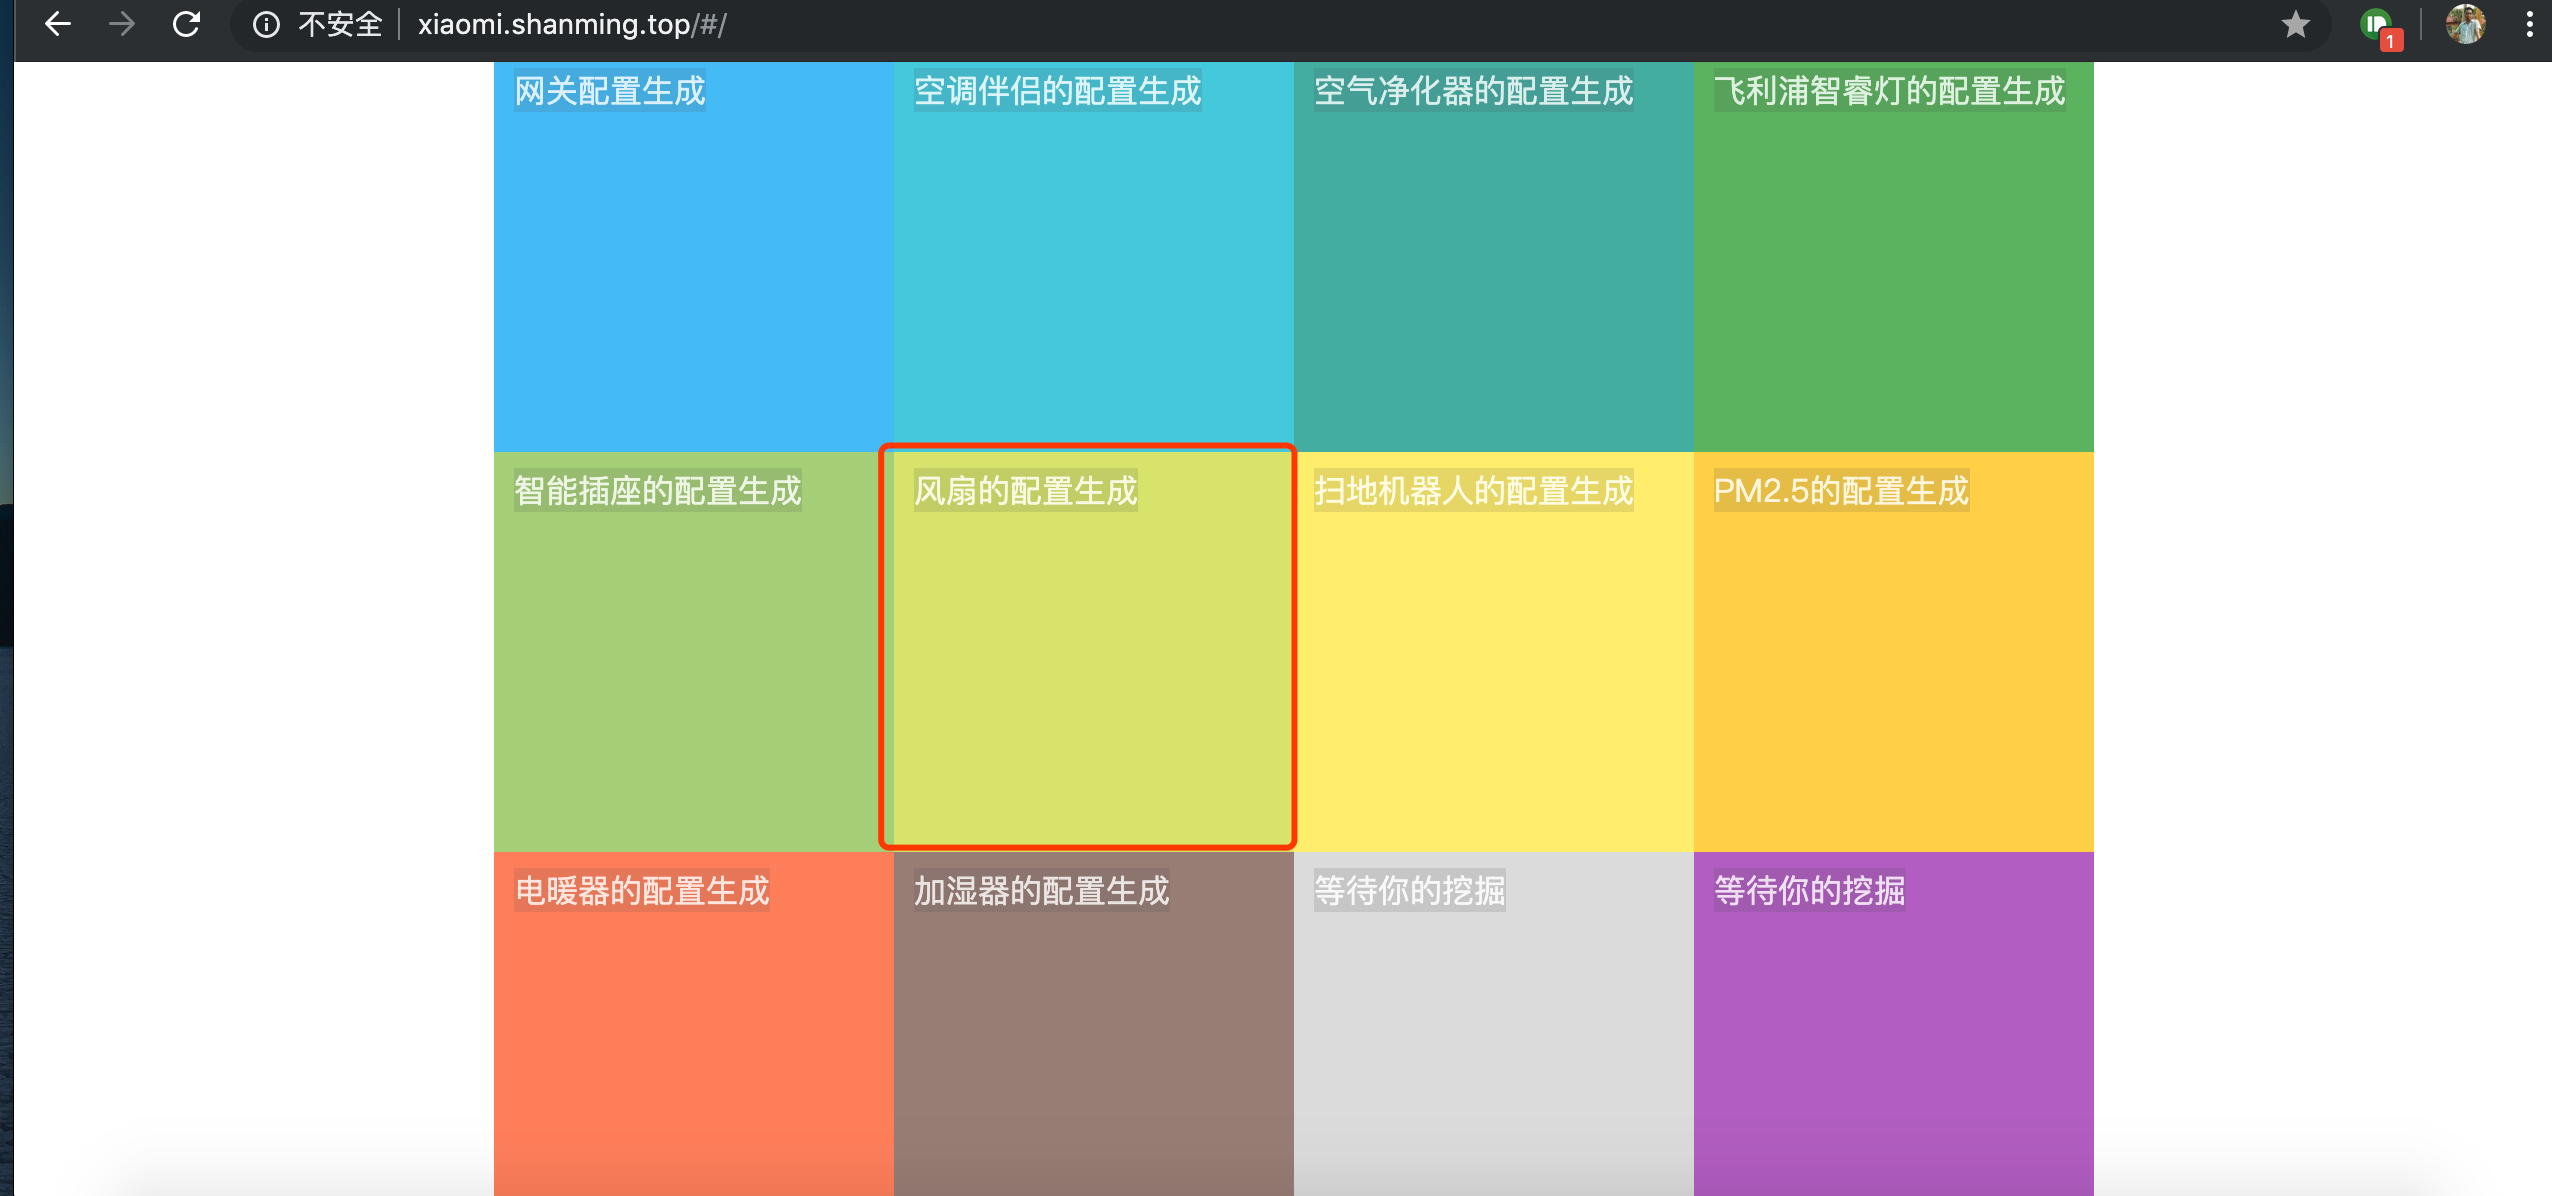 不安全 xiaomi.shanming.top/#/
1
网关配置生成
空调伴侣的配置生成
空气净化器的配置生成
飞利浦智睿灯的配置生成
智能插座的配置生成
风扇的配置生成
扫地机器人的配置生成
PM2.5的配置生成
电暖器的配置生成
加湿器的配置生成
等待你的挖掘
等待你的挖掘